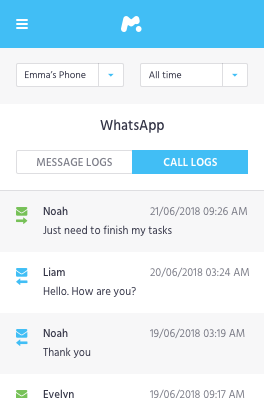 Emma's Phone All time
WhatsApp
MESSAGE LOGS CALL LOGS
Noah 21/06/2018 09:26 AM
Just need to finish my tasks
Liam 20/06/2018 03:24 AM
Hello. How are you?
Noah 19/06/2018 03:19 AM
Thank you
Evelyn 19/06/2018 09:17 AM